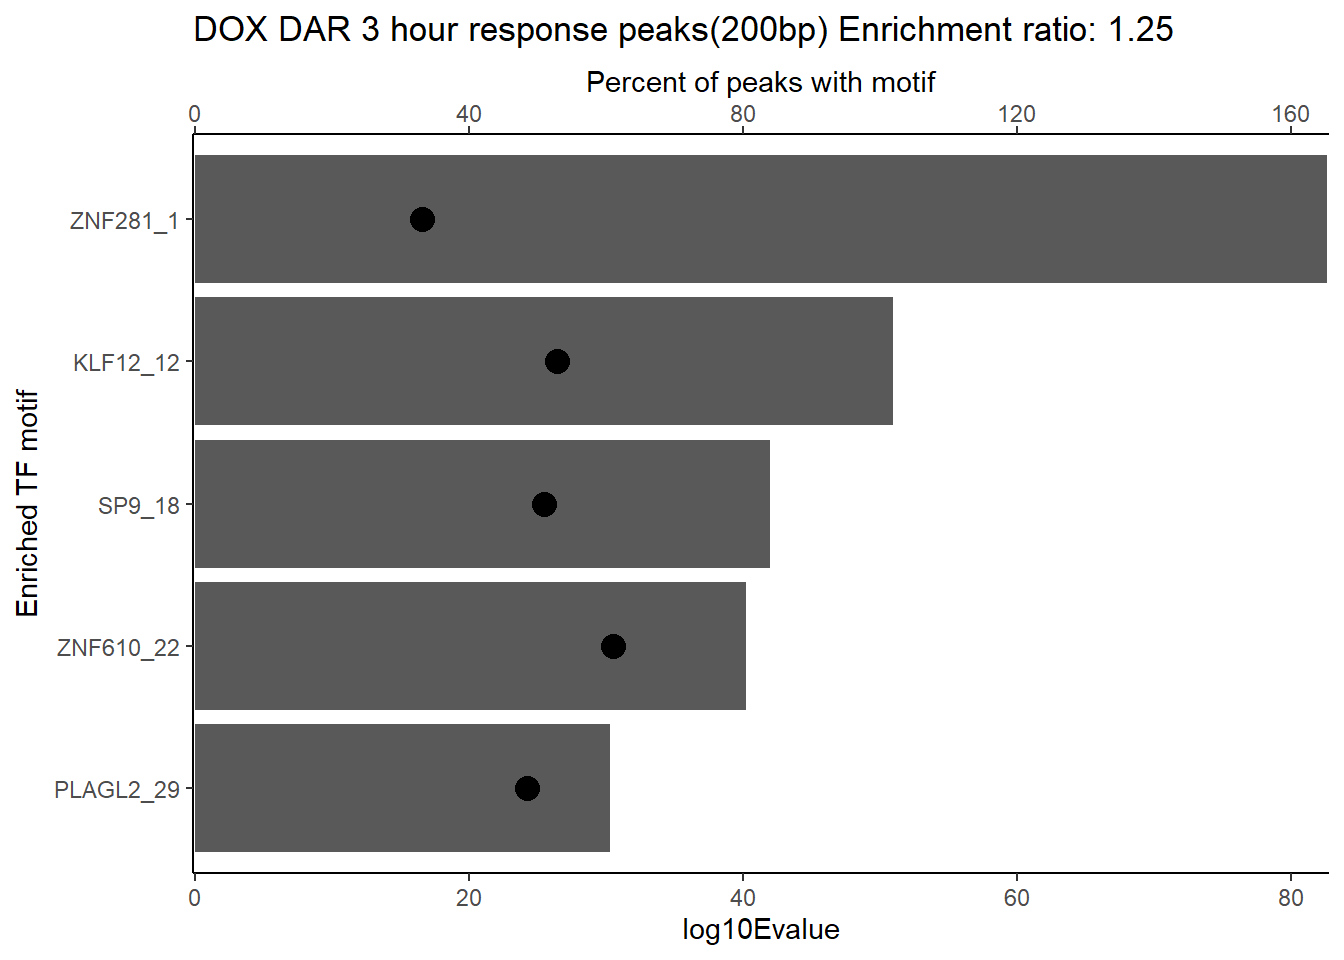 DOX DAR 3 hour response peaks(200bp) Enrichment ratio: 1.25
Percent of peaks with motif
0 40 80 120 160
ZNF281_1
KLF12_12
SP9_18
ZNF610_22
PLAGL2_29
Enriched TF motif
0 20 40 60 80
log10Evalue